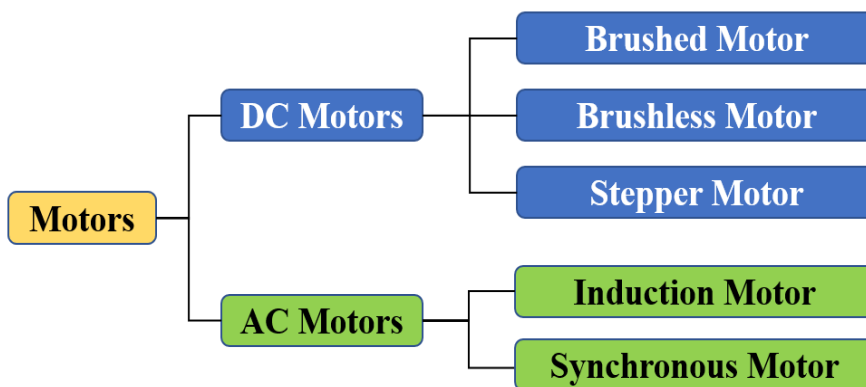 Motors
DC Motors
Brushed Motor
Brushless Motor
Stepper Motor
AC Motors
Induction Motor
Synchronous Motor